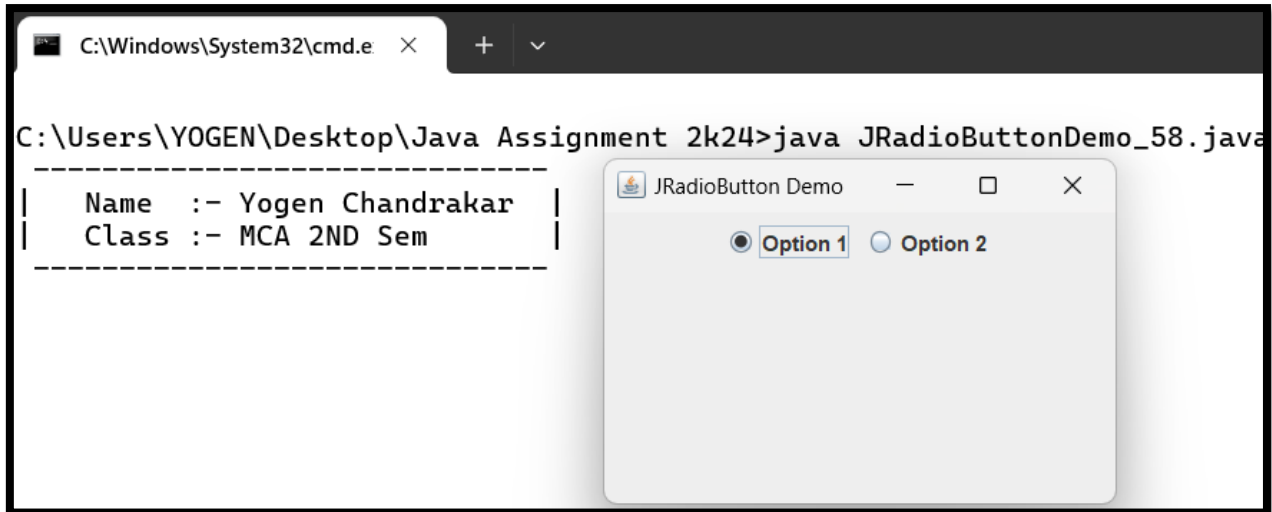 C:\Windows\System32\cmd.e
C:\Users\YOGEN\Desktop\Java Assignment 2k24>java JRadioButtonDemo_58.java
------------------------------
| Name :- Yogen Chandrakar |
| Class :- MCA 2ND Sem |
------------------------------
JRadioButton Demo
Option 1 Option 2